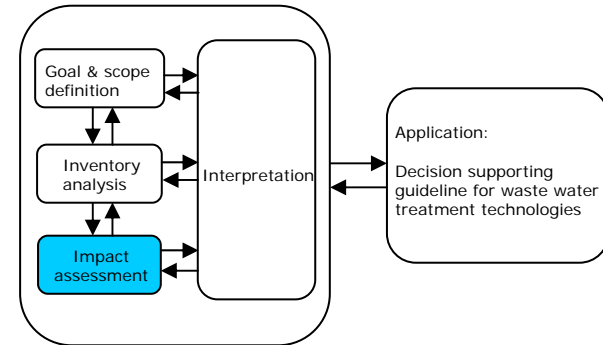 Goal & scope
definition
Inventory
analysis
Impact
assessment
Interpretation
Application:
Decision supporting
guideline for waste water
treatment technologies